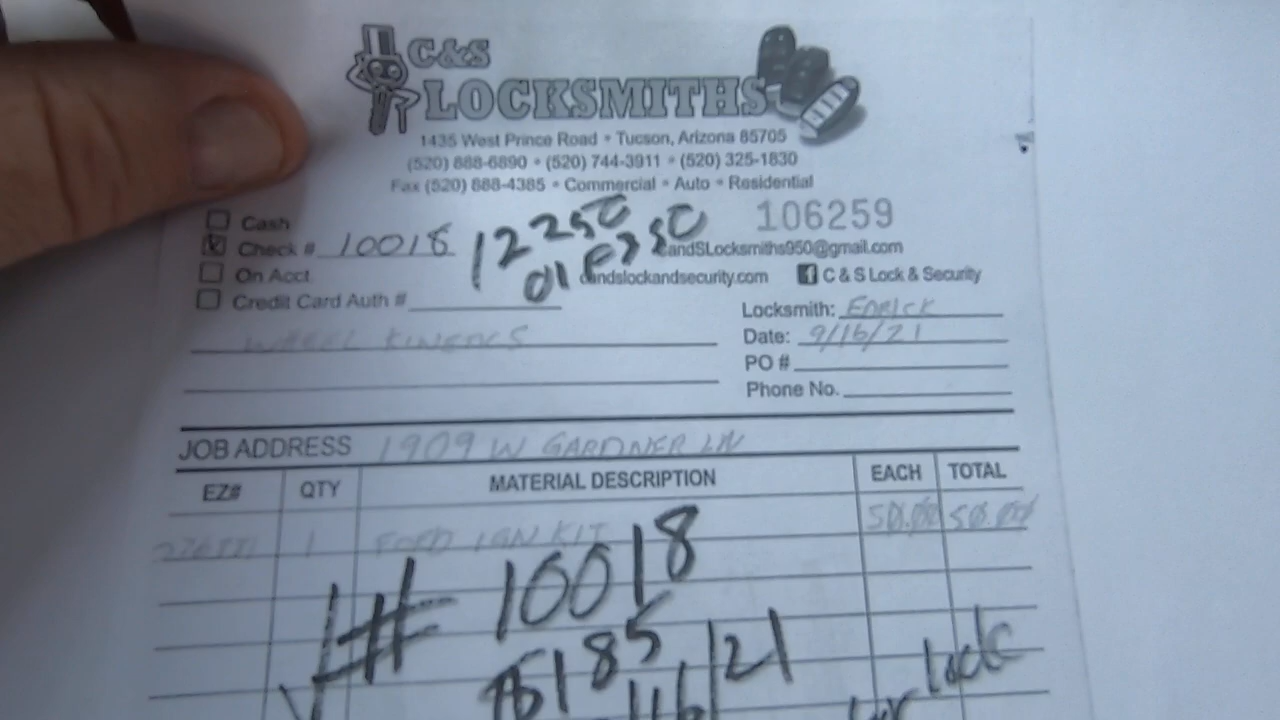 C&S
LOCKSMITHS
1435 West Prince Road • Tucson, Arizona 85705
(520) 888-6890 • (520) 744-3911 • (520) 325-1830
Fax (520) 888-4385 • Commercial • Auto • Residential
Cash
106259
Check # 10018
candSLocksmiths950@gmail.com
On Acct.
candslockandsecurity.com C & S Lock & Security
Credit Card Auth #
Locksmith: EDRICK
Date: 9/16/21
PO #
Phone No.
JOB ADDRESS 1909 W GARDNER LN
EZ# QTY MATERIAL DESCRIPTION EACH TOTAL
1 FORD IGN KIT 50.00 50.00
# 10018
185
16/21
lock